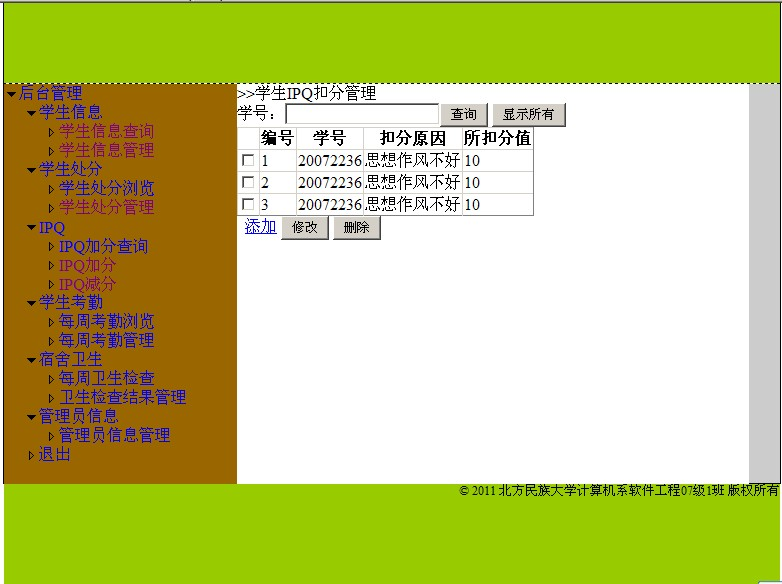 后台管理
学生信息
学生信息查询
学生信息管理
学生处分
学生处分浏览
学生处分管理
IPQ
IPQ加分查询
IPQ加分
IPQ减分
学生考勤
每周考勤浏览
每周考勤管理
宿舍卫生
每周卫生检查
卫生检查结果管理
管理员信息
管理员信息管理
退出
>>学生IPQ扣分管理
学号： 查询 显示所有
编号 学号 扣分原因 所扣分值
1 20072236 思想作风不好 10
2 20072236 思想作风不好 10
3 20072236 思想作风不好 10
添加 修改 删除
© 2011 北方民族大学计算机系软件工程07级1班 版权所有